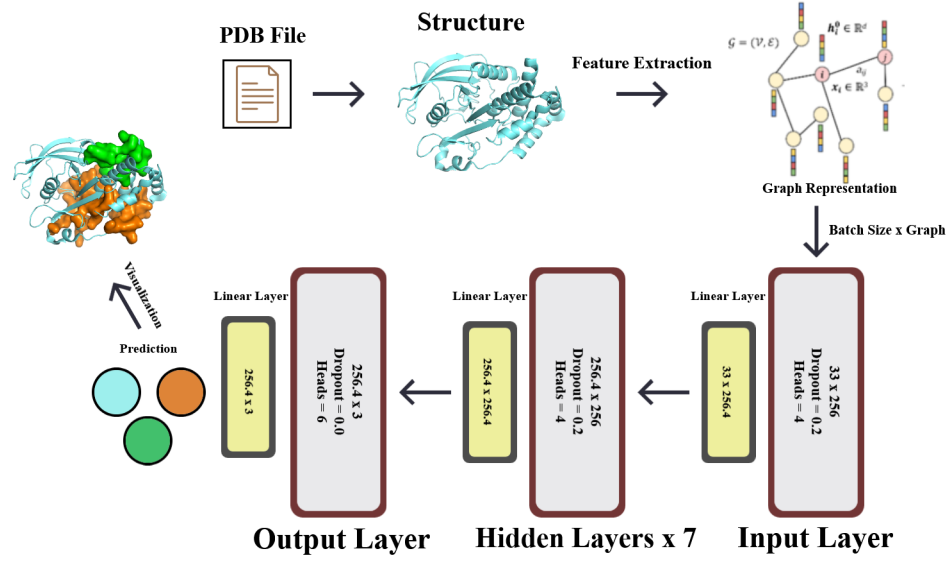 PDB File
Structure
Feature Extraction
𝒢 = (𝒱, ℰ)
h_i^0 ∈ ℝ^d
i
j
a_ij
x_i ∈ ℝ^3
Graph Representation
Batch Size x Graph
Visualization
Prediction
Linear Layer
256.4 x 3
256.4 x 3
Dropout = 0.0
Heads = 6
Output Layer
Linear Layer
256.4 x 256.4
256.4 x 256
Dropout = 0.2
Heads = 4
Hidden Layers x 7
Linear Layer
33 x 256.4
33 x 256
Dropout = 0.2
Heads = 4
Input Layer